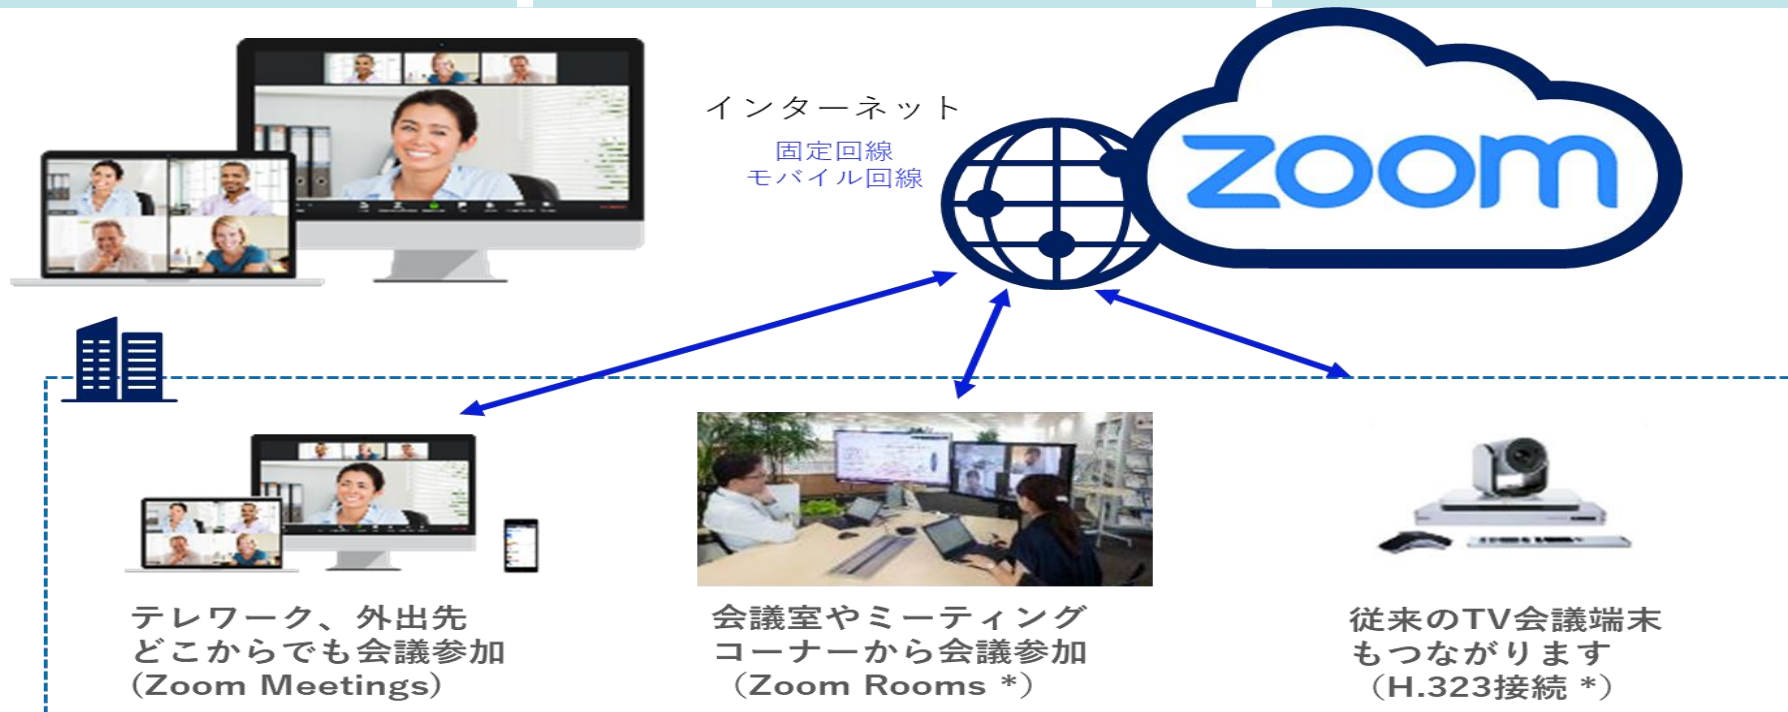 インターネット
固定回線
モバイル回線
zoom
テレワーク、外出先
どこからでも会議参加
(Zoom Meetings)
会議室やミーティング
コーナーから会議参加
（Zoom Rooms *）
従来のTV会議端末
もつながります
（H.323接続 *）